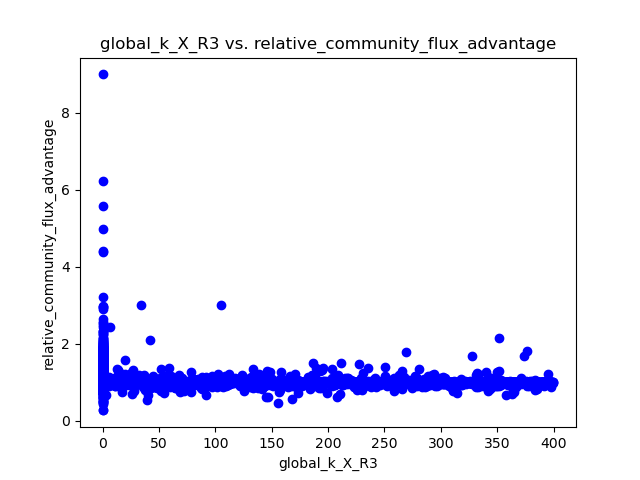 global_k_X_R3 vs. relative_community_flux_advantage
8
6
4
2
0
relative_community_flux_advantage
0 50 100 150 200 250 300 350 400
global_k_X_R3